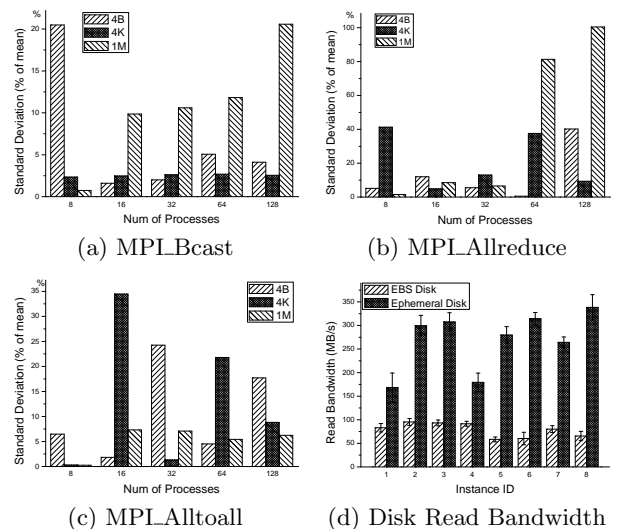 %
4B
4K
1M
20
15
10
5
0
Standard Deviation (% of mean)
8 16 32 64 128
Num of Processes
(a) MPI_Bcast
%
4B
4K
1M
100
80
60
40
20
0
Standard Deviation (% of mean)
8 16 32 64 128
Num of Processes
(b) MPI_Allreduce
%
4B
4K
1M
35
30
25
20
15
10
5
0
Standard Deviation (% of mean)
8 16 32 64 128
Num of Processes
(c) MPI_Alltoall
EBS Disk
Ephemeral Disk
350
300
250
200
150
100
50
0
Read Bandwidth (MB/s)
1 2 3 4 5 6 7 8
Instance ID
(d) Disk Read Bandwidth